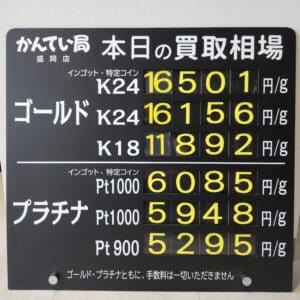 かんてい局 本日の買取相場
盛岡店
インゴット・特定コイン
K24 16501 円/g
ゴールド K24 16156 円/g
K18 11892 円/g
インゴット・特定コイン
Pt1000 6085 円/g
プラチナ Pt1000 5948 円/g
Pt900 5295 円/g
ゴールド・プラチナともに、手数料は一切いただきません